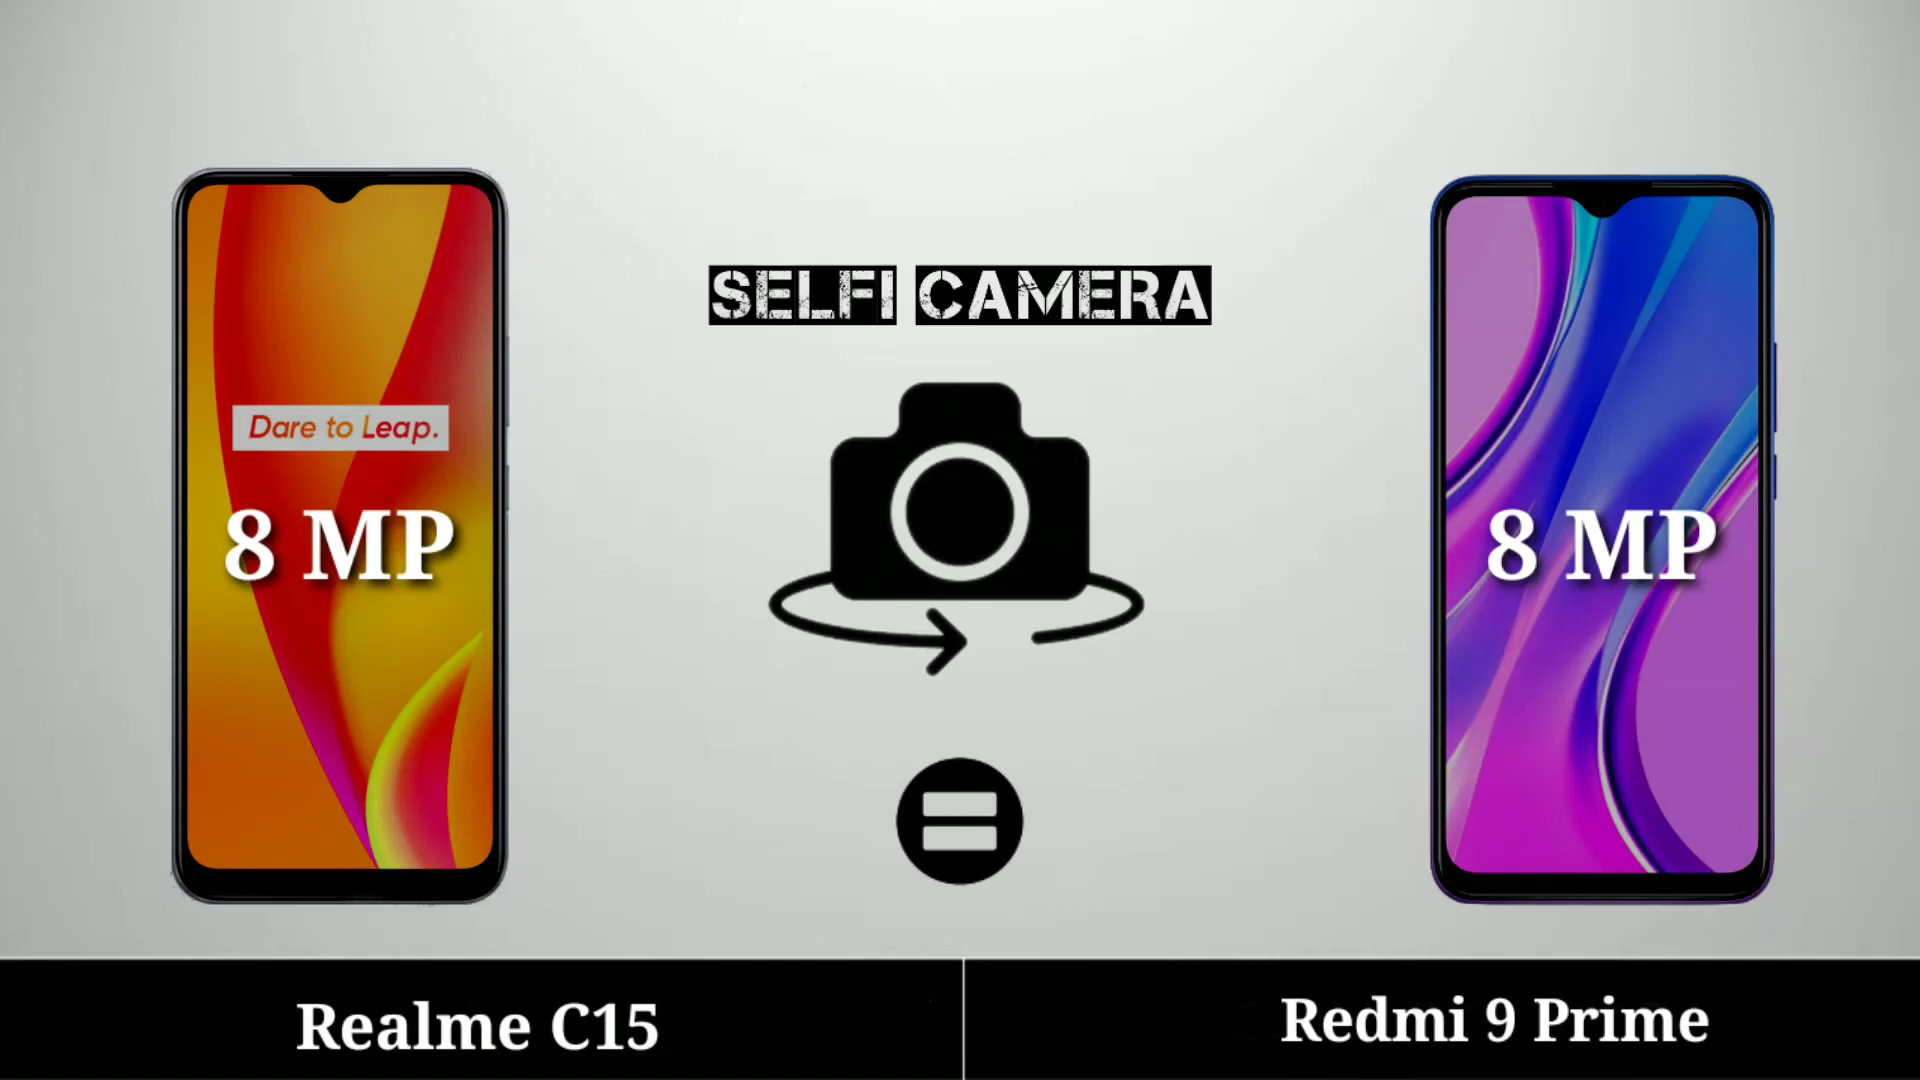 SELFI CAMERA
Dare to Leap.
8 MP
8 MP
Realme C15
Redmi 9 Prime